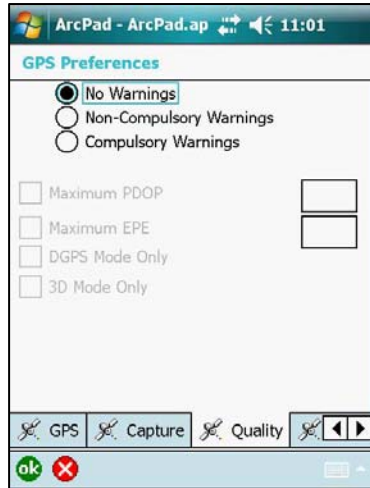 ArcPad - ArcPad.ap 11:01
GPS Preferences
No Warnings
Non-Compulsory Warnings
Compulsory Warnings
Maximum PDOP
Maximum EPE
DGPS Mode Only
3D Mode Only
GPS Capture Quality
ok